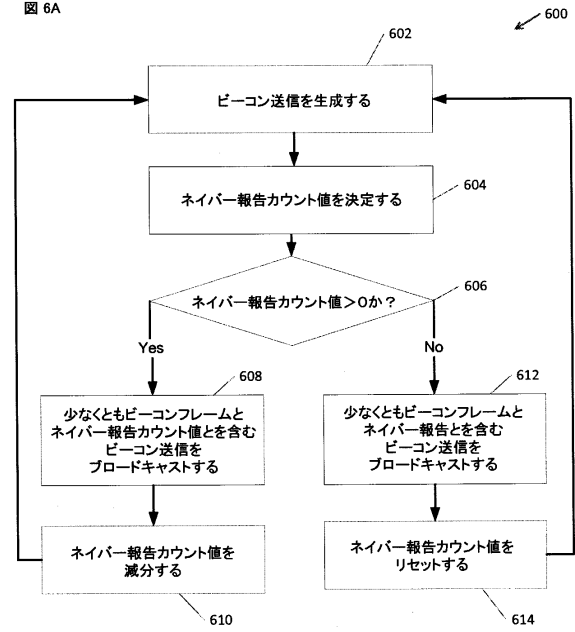 図 6A
600
602
ビーコン送信を生成する
604
ネイバー報告カウント値を決定する
606
ネイバー報告カウント値>0か?
Yes
No
608
少なくともビーコンフレームと
ネイバー報告カウント値とを含む
ビーコン送信を
ブロードキャストする
612
少なくともビーコンフレームと
ネイバー報告とを含む
ビーコン送信を
ブロードキャストする
ネイバー報告カウント値を
減分する
610
ネイバー報告カウント値を
リセットする
614